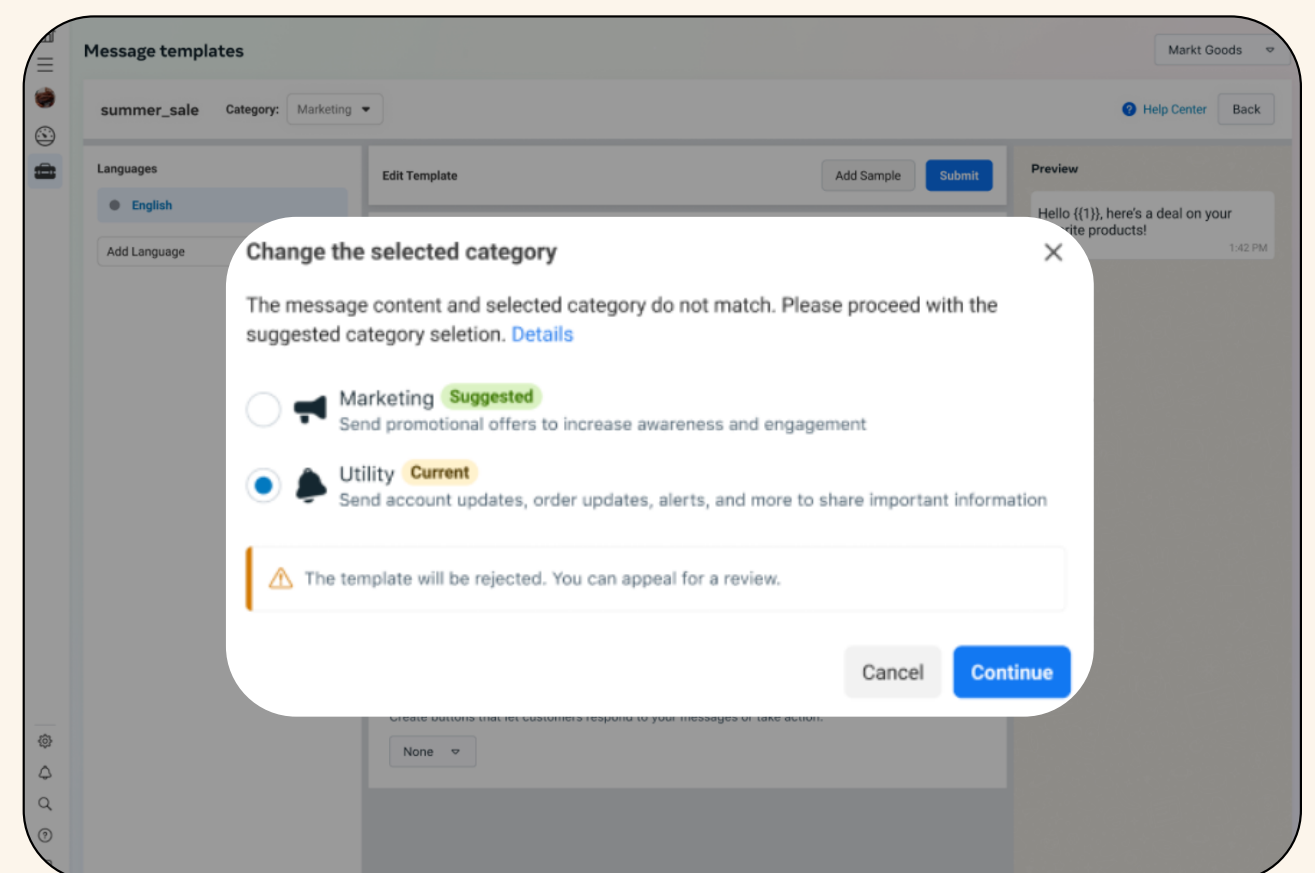 Message templates
Markt Goods
summer_sale
Category:
Marketing
Help Center
Back
Languages
English
Add Language
Edit Template
Add Sample
Submit
Preview
Hello {{1}}, here's a deal on your
products!
1:42 PM
Change the selected category
The message content and selected category do not match. Please proceed with the
suggested category seletion. Details
Marketing Suggested
Send promotional offers to increase awareness and engagement
Utility Current
Send account updates, order updates, alerts, and more to share important information
The template will be rejected. You can appeal for a review.
Cancel
Continue
Create buttons that let customers respond to your messages or take action.
None